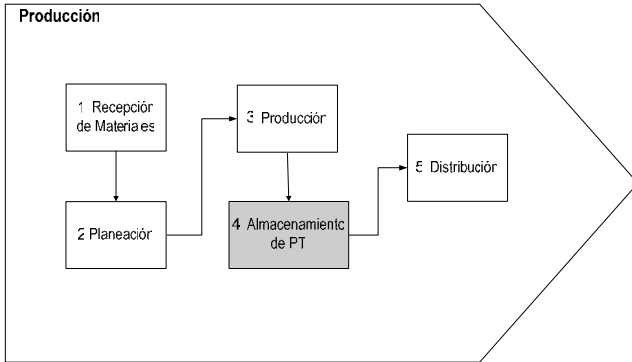 Producción
1 Recepción
de Materiales
2 Planeación
3 Producción
4 Almacenamiento
de PT
5 Distribución